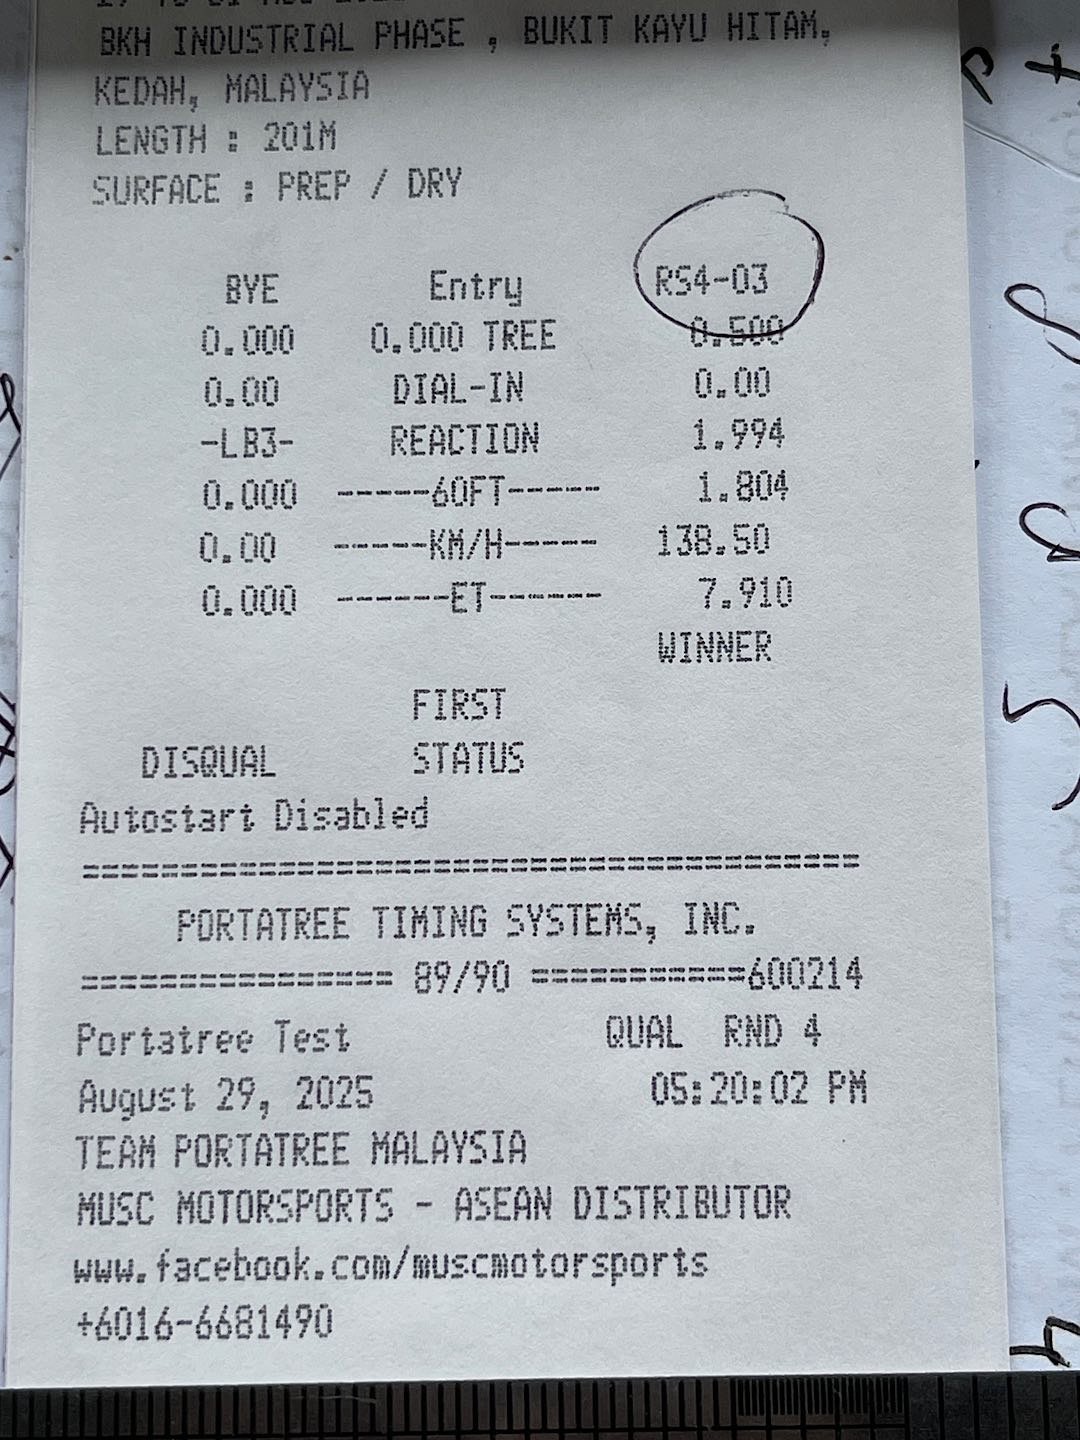 BKH INDUSTRIAL PHASE , BUKIT KAYU HITAM,
KEDAH, MALAYSIA
LENGTH : 201M
SURFACE : PREP / DRY
BYE Entry RS4-03
0.000 0.000 TREE 0.500
0.00 DIAL-IN 0.00
-LB3- REACTION 1.994
0.000 -----60FT----- 1.804
0.00 -----KM/H----- 138.50
0.000 ------ET------ 7.910
WINNER
FIRST
DISQUAL STATUS
Autostart Disabled
========================================
PORTATREE TIMING SYSTEMS, INC.
================ 89/90 ===========600214
Portatree Test QUAL RND 4
August 29, 2025 05:20:02 PM
TEAM PORTATREE MALAYSIA
MUSC MOTORSPORTS - ASEAN DISTRIBUTOR
www.facebook.com/muscmotorsports
+6016-6681490